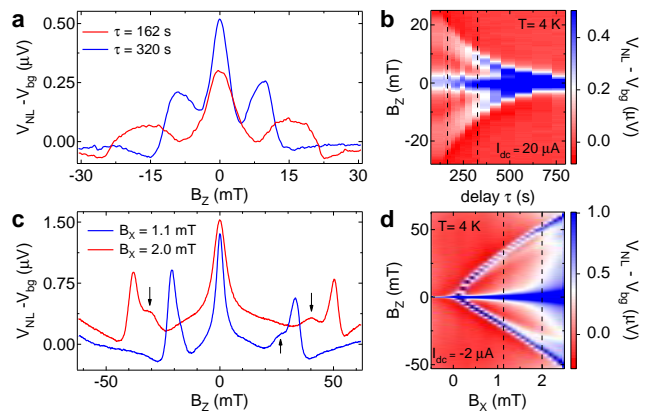 a
τ = 162 s
τ = 320 s
0.50
0.25
0.00
V_NL - V_bg (μV)
-30 -15 0 15 30
B_Z (mT)
b
T= 4 K
I_dc = 20 μA
20
0
-20
B_Z (mT)
250 500 750
delay τ (s)
0.4
0.2
0.0
V_NL - V_bg (μV)
c
B_X = 1.1 mT
B_X = 2.0 mT
1.50
0.75
0.00
V_NL - V_bg (μV)
-50 -25 0 25 50
B_Z (mT)
d
T= 4 K
I_dc = -2 μA
50
0
-50
B_Z (mT)
0 1 2
B_X (mT)
1.0
0.5
0.0
V_NL - V_bg (μV)